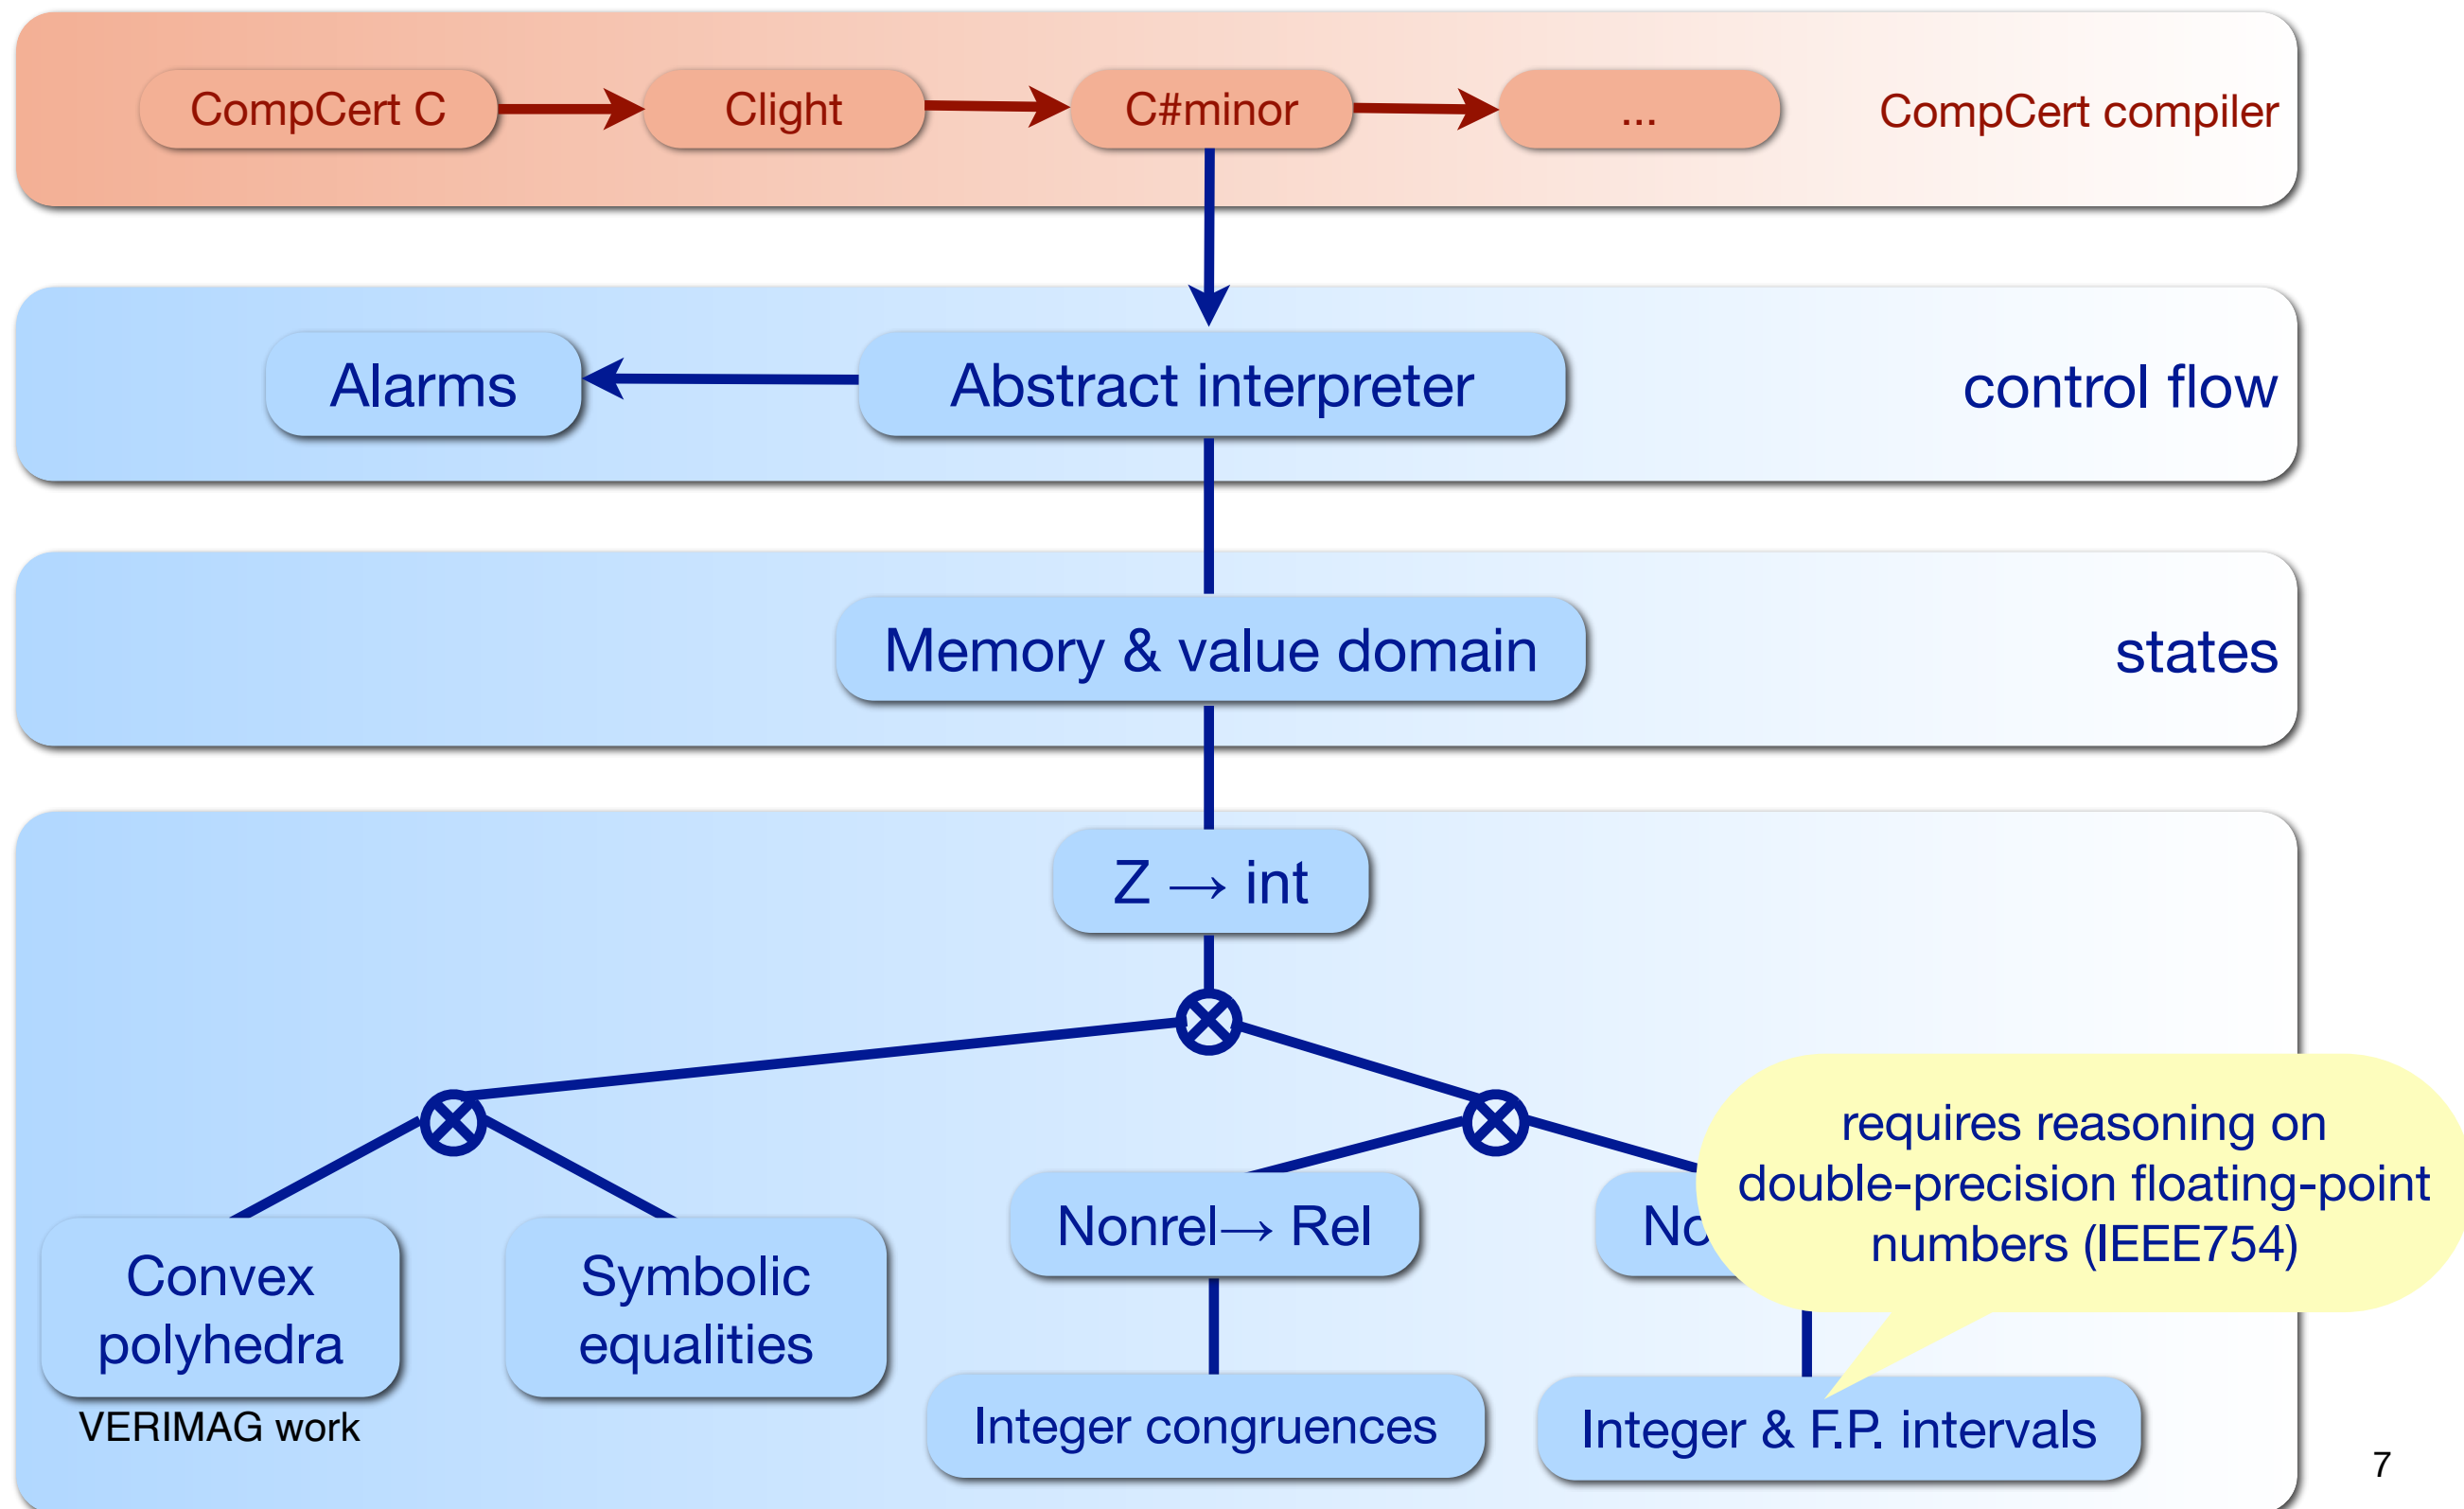 CompCert C
Clight
C#minor
...
CompCert compiler
Alarms
Abstract interpreter
control flow
Memory & value domain
states
Z → int
requires reasoning on
double-precision floating-point
numbers (IEEE754)
Nonrel→ Rel
Convex
polyhedra
Symbolic
equalities
VERIMAG work
Integer congruences
Integer & F.P. intervals
7